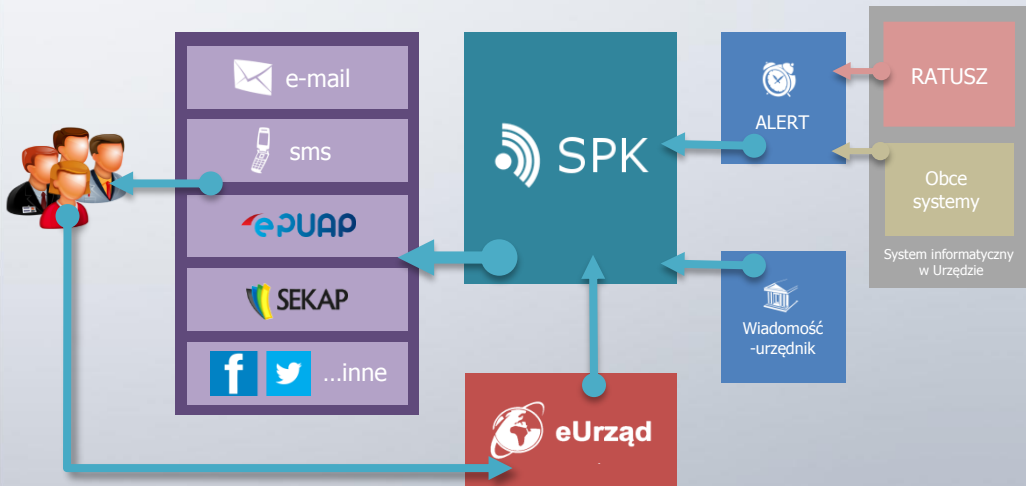 e-mail
sms
ePUAP
SEKAP
f
...inne
SPK
eUrząd
ALERT
Wiadomość
-urzędnik
RATUSZ
Obce
systemy
System informatyczny
w Urzędzie